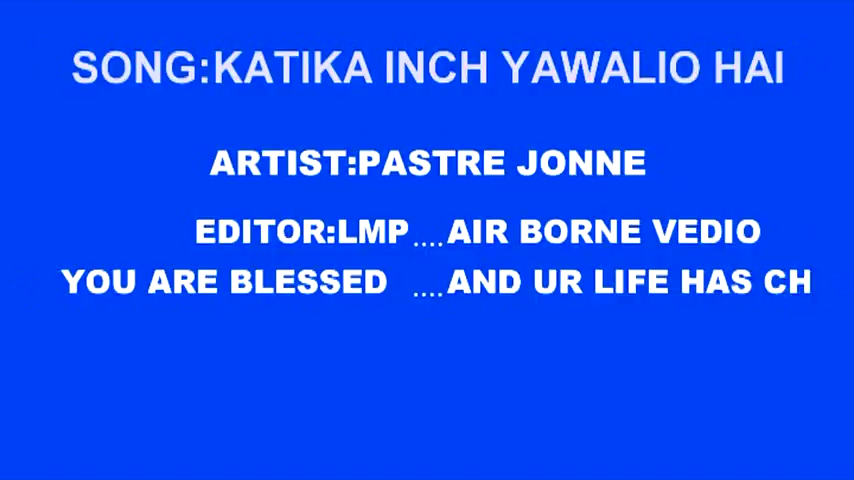 SONG:KATIKA INCH YAWALIO HAI
ARTIST:PASTRE JONNE
EDITOR:LMP....AIR BORNE VEDIO
YOU ARE BLESSED ....AND UR LIFE HAS CH